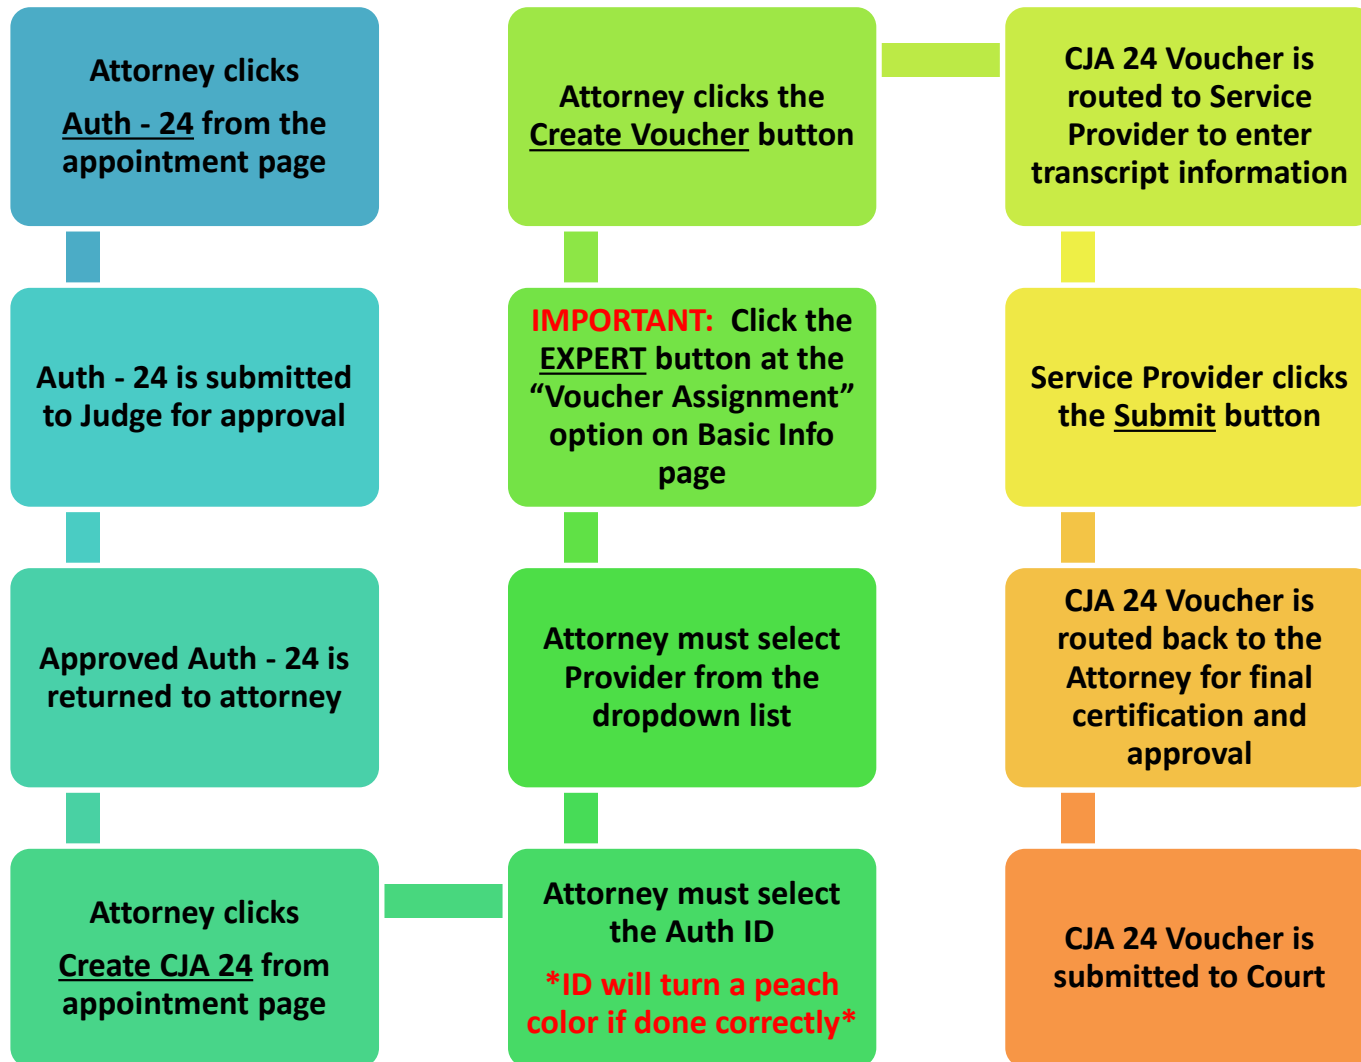 Attorney clicks
Auth - 24 from the
appointment page
Auth - 24 is submitted
to Judge for approval
Approved Auth - 24 is
returned to attorney
Attorney clicks
Create CJA 24 from
appointment page
Attorney must select
the Auth ID
*ID will turn a peach
color if done correctly*
Attorney must select
Provider from the
dropdown list
IMPORTANT:  Click the
EXPERT button at the
“Voucher Assignment”
option on Basic Info
page
Attorney clicks the
Create Voucher button
CJA 24 Voucher is
routed to Service
Provider to enter
transcript information
Service Provider clicks
the Submit button
CJA 24 Voucher is
routed back to the
Attorney for final
certification and
approval
CJA 24 Voucher is
submitted to Court